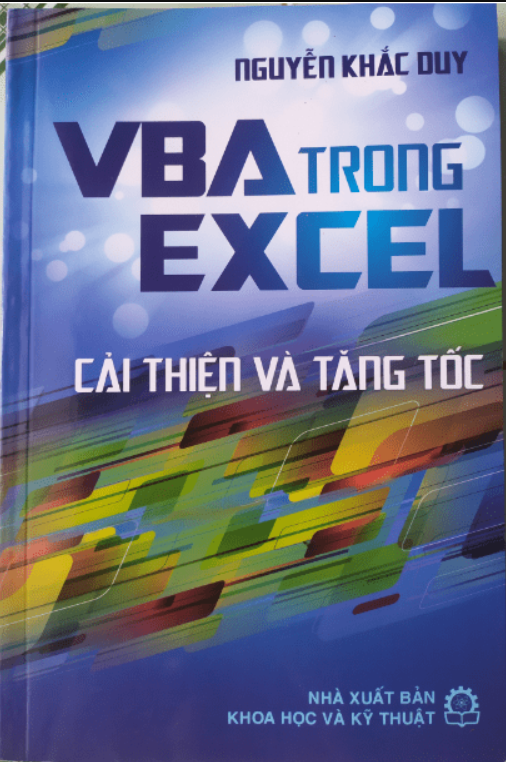 NGUYỄN KHẮC DUY
VBA TRONG
EXCEL
CẢI THIỆN VÀ TĂNG TỐC
NHÀ XUẤT BẢN
KHOA HỌC VÀ KỸ THUẬT